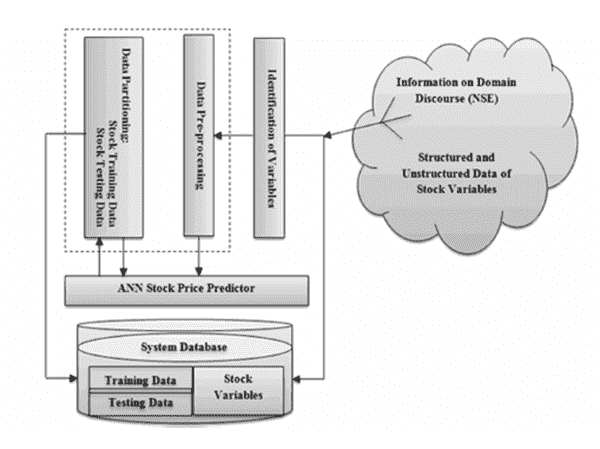 Data Partitioning:
Stock Training Data
Stock Testing Data
Data Pre-processing
Identification of Variables
Information on Domain
Discourse (NSE)
Structured and
Unstructured Data of
Stock Variables
ANN Stock Price Predictor
System Database
Training Data
Testing Data
Stock
Variables